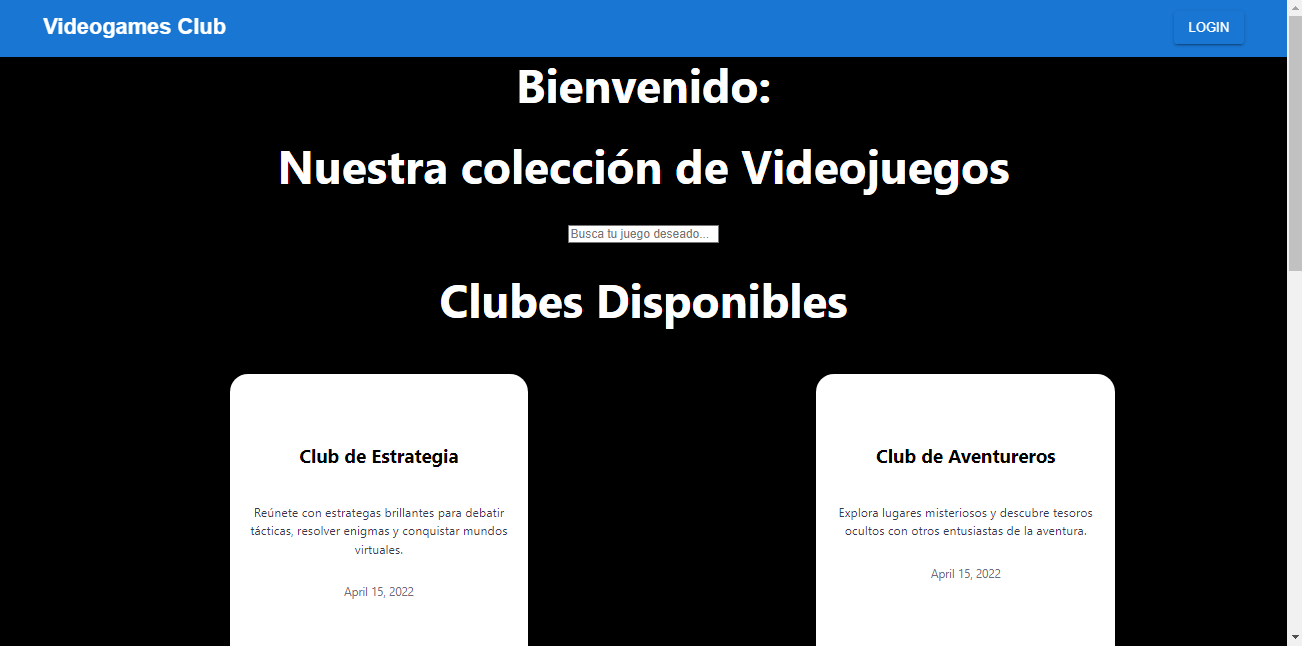 Videogames Club
LOGIN
Bienvenido:
Nuestra colección de Videojuegos
Busca tu juego deseado...
Clubes Disponibles
Club de Estrategia
Reúnete con estrategas brillantes para debatir
tácticas, resolver enigmas y conquistar mundos
virtuales.
April 15, 2022
Club de Aventureros
Explora lugares misteriosos y descubre tesoros
ocultos con otros entusiastas de la aventura.
April 15, 2022